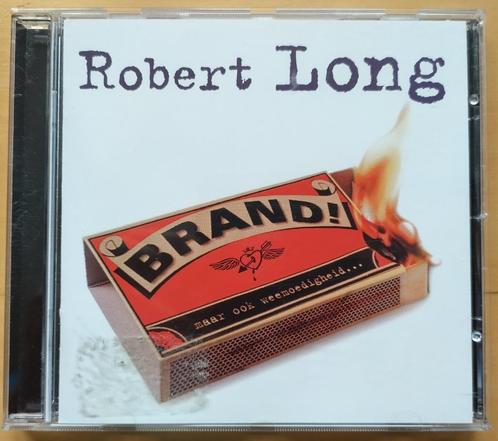 Robert Long
BRAND!
maar ook weemoedigheid...